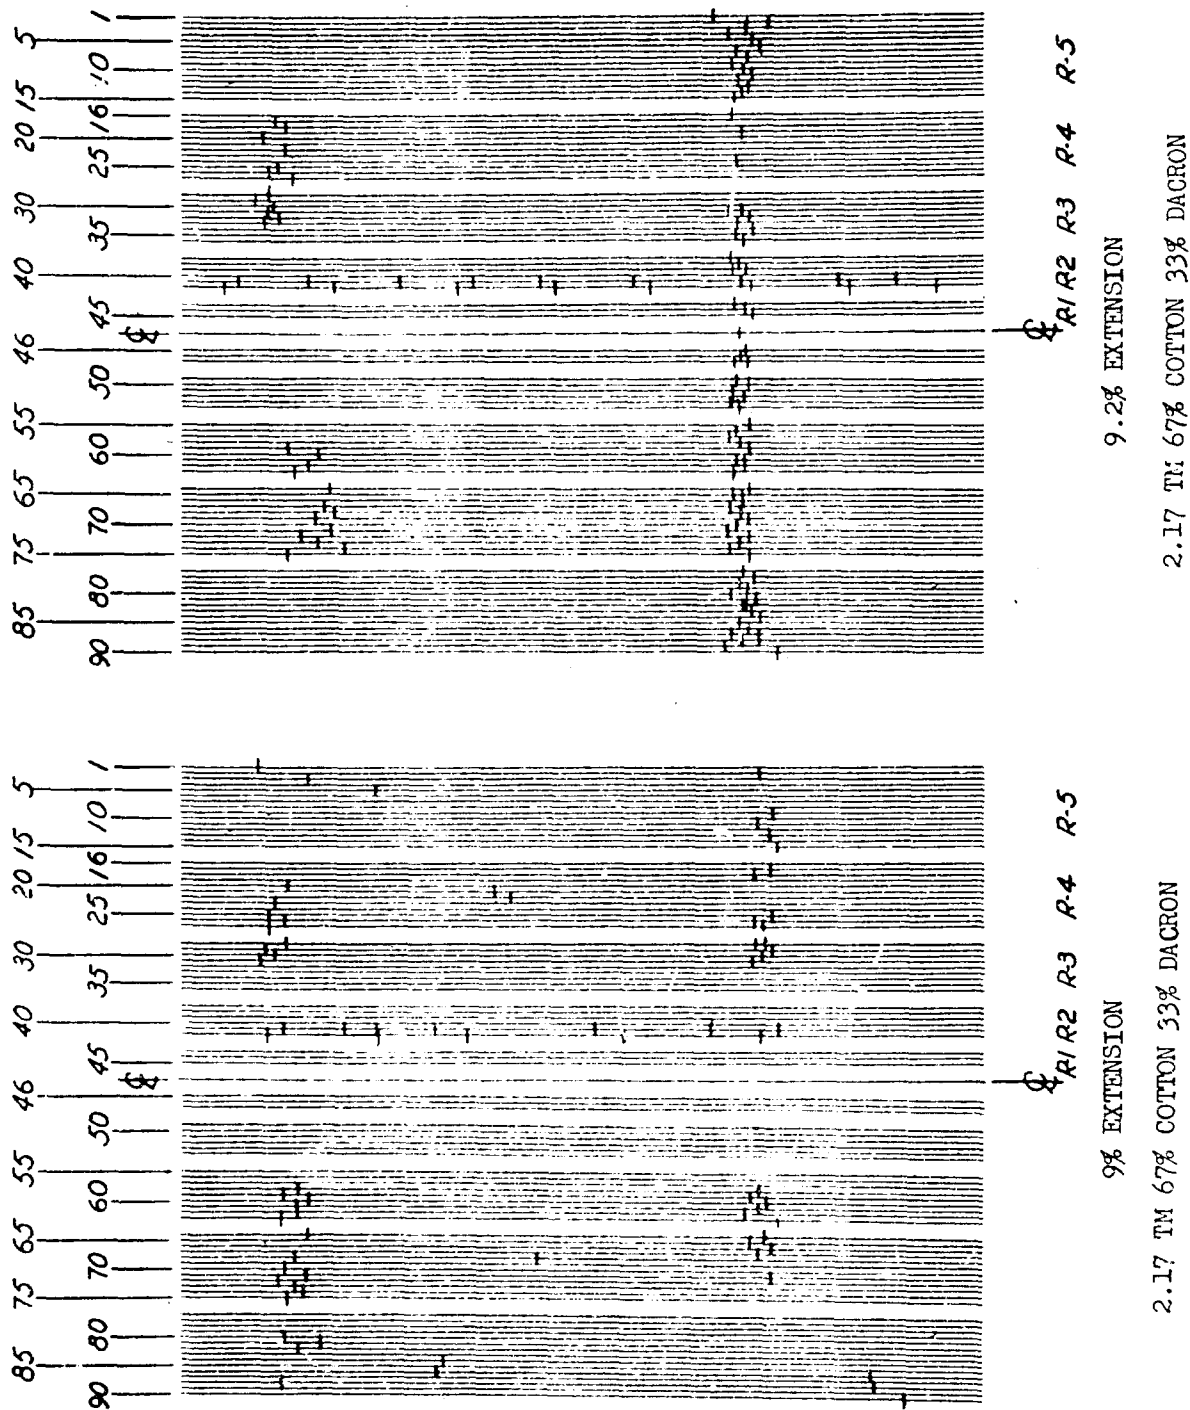 1 5 10 15 16 20 25 30 35 40 45 ℄ 46 50 55 60 65 70 75 80 85 90
R-5 R-4 R3 R2 R1 ℄
9.2% EXTENSION
2.17 TM 67% COTTON 33% DACRON
1 5 10 15 16 20 25 30 35 40 45 ℄ 46 50 55 60 65 70 75 80 85 90
R-5 R-4 R3 R2 R1 ℄
9% EXTENSION
2.17 TM 67% COTTON 33% DACRON